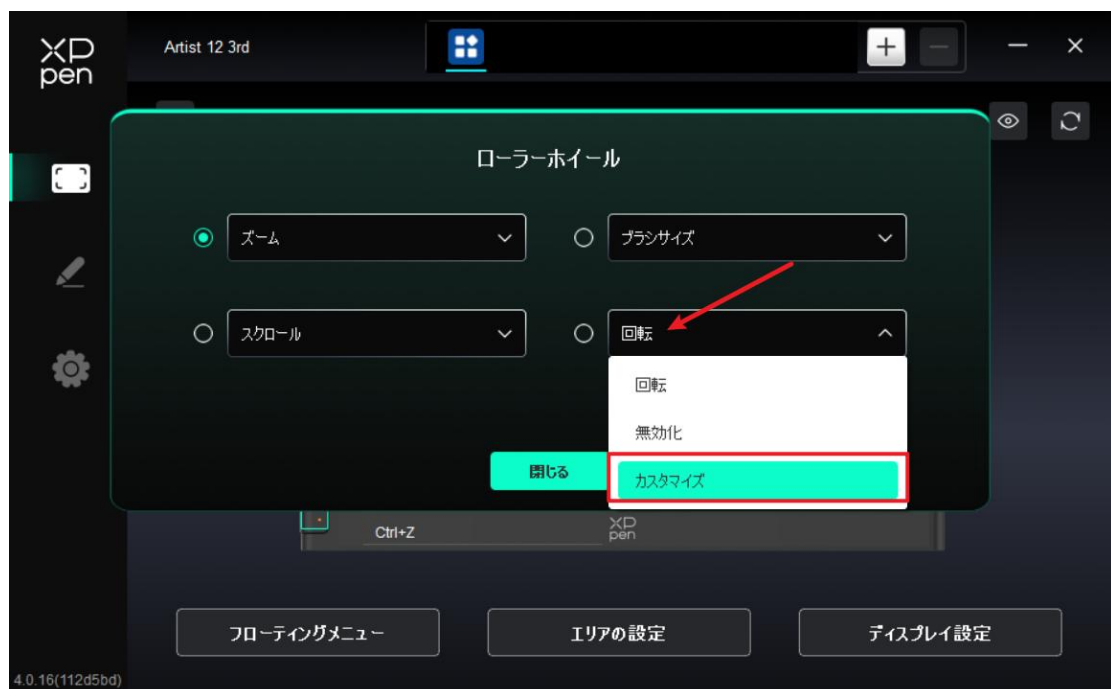 XP
pen
Artist 12 3rd
ローラーホイール
ズーム
ブラシサイズ
スクロール
回転
回転
無効化
カスタマイズ
閉じる
Ctrl+Z
XP
pen
フローティングメニュー
エリアの設定
ディスプレイ設定
4.0.16(112d5bd)